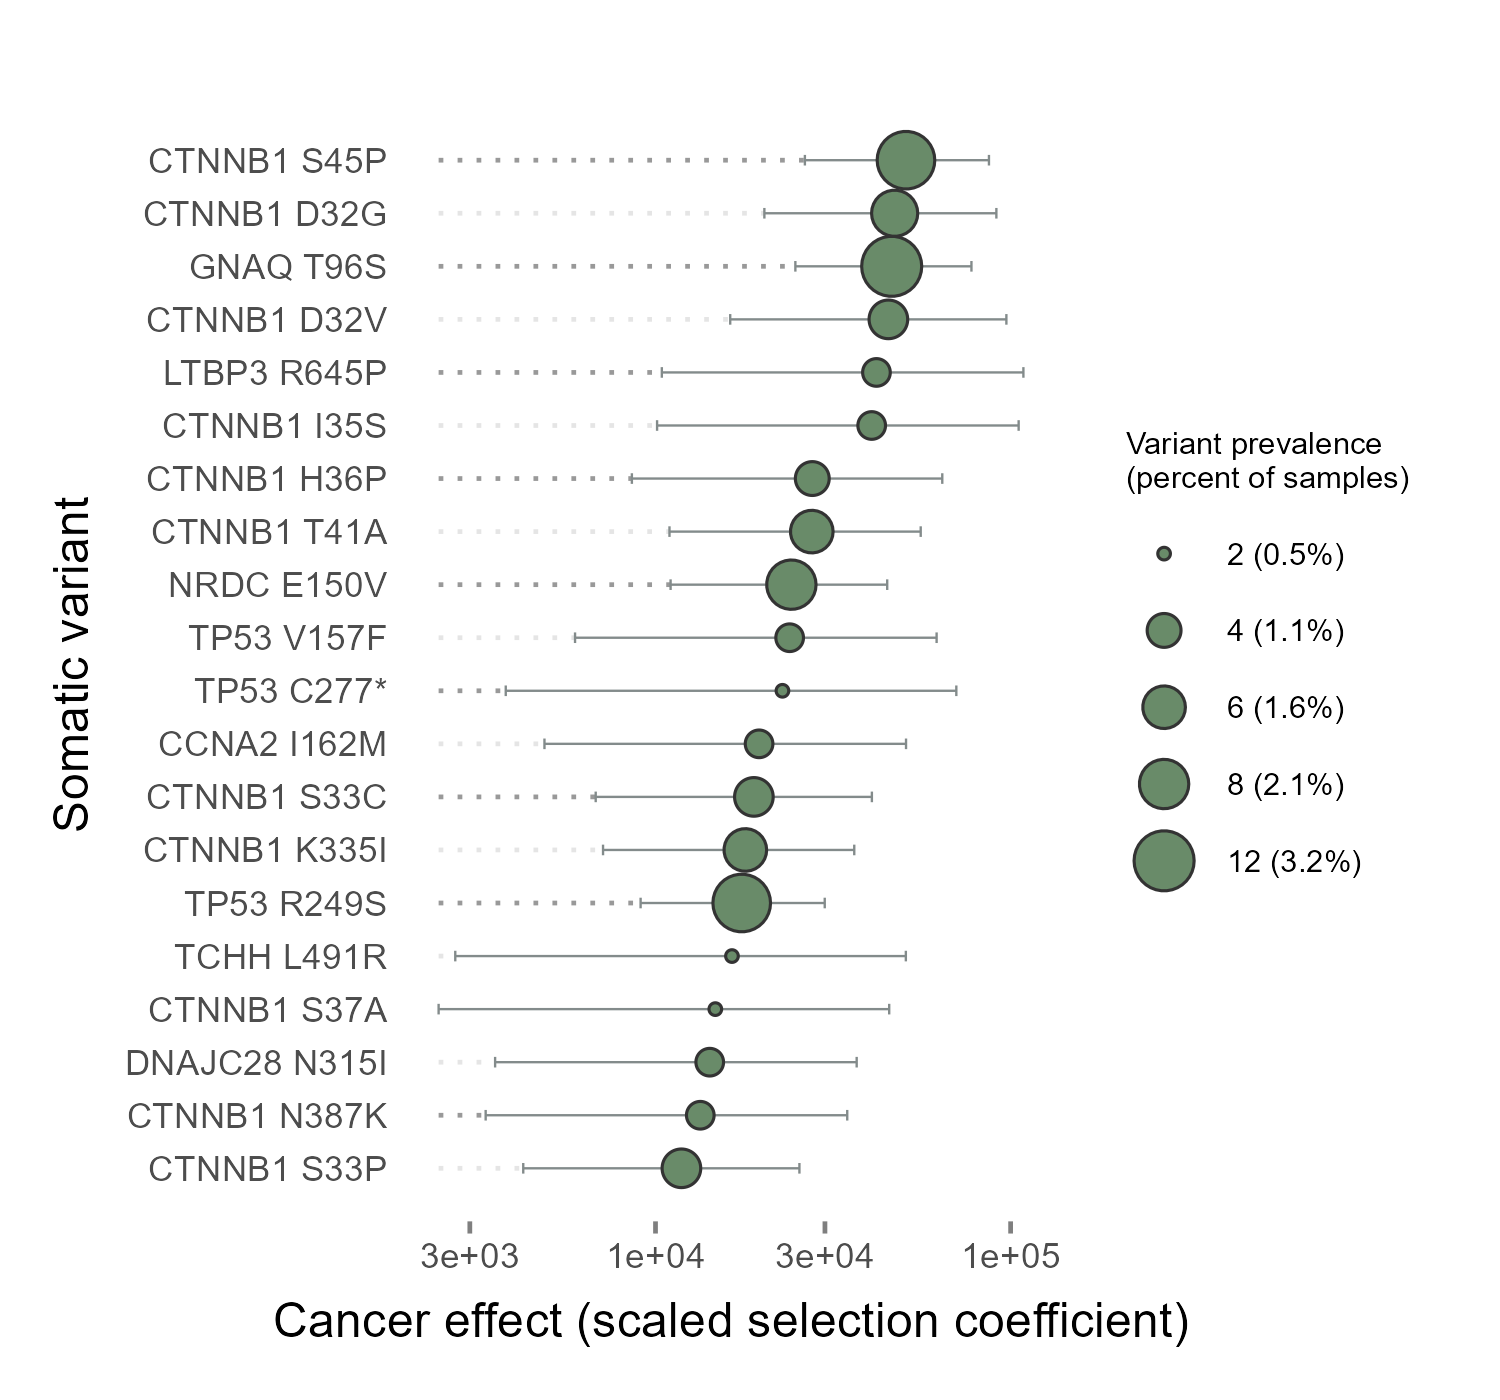 CTNNB1 S45P
CTNNB1 D32G
GNAQ T96S
CTNNB1 D32V
LTBP3 R645P
CTNNB1 I35S
CTNNB1 H36P
CTNNB1 T41A
NRDC E150V
TP53 V157F
TP53 C277*
CCNA2 I162M
CTNNB1 S33C
CTNNB1 K335I
TP53 R249S
TCHH L491R
CTNNB1 S37A
DNAJC28 N315I
CTNNB1 N387K
CTNNB1 S33P
Somatic variant
3e+03 1e+04 3e+04 1e+05
Cancer effect (scaled selection coefficient)
Variant prevalence
(percent of samples)
2 (0.5%)
4 (1.1%)
6 (1.6%)
8 (2.1%)
12 (3.2%)